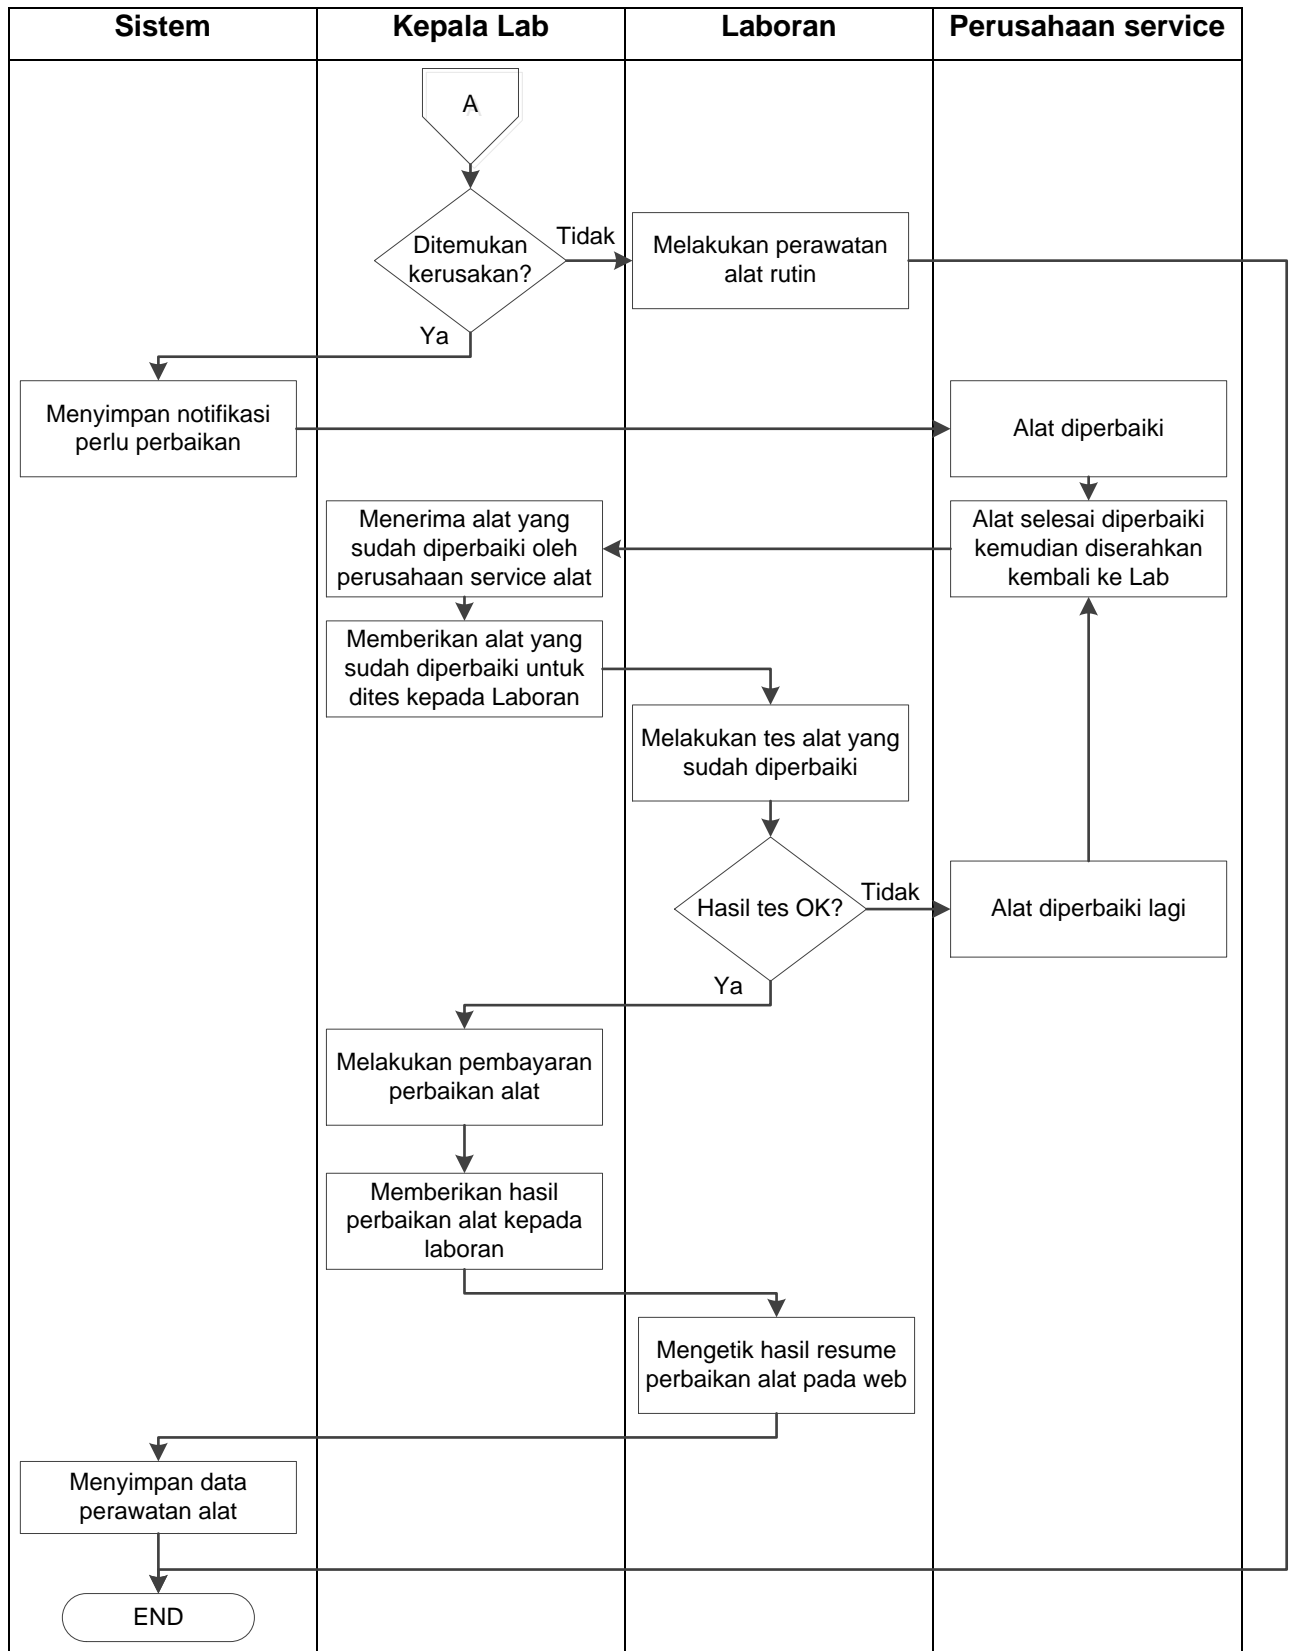 Sistem
Kepala Lab
Laboran
Perusahaan service
A
Ditemukan
kerusakan?
Tidak
Melakukan perawatan
alat rutin
Ya
Menyimpan notifikasi
perlu perbaikan
Alat diperbaiki
Menerima alat yang
sudah diperbaiki oleh
perusahaan service alat
Alat selesai diperbaiki
kemudian diserahkan
kembali ke Lab
Memberikan alat yang
sudah diperbaiki untuk
dites kepada Laboran
Melakukan tes alat yang
sudah diperbaiki
Hasil tes OK?
Tidak
Alat diperbaiki lagi
Ya
Melakukan pembayaran
perbaikan alat
Memberikan hasil
perbaikan alat kepada
laboran
Mengetik hasil resume
perbaikan alat pada web
Menyimpan data
perawatan alat
END